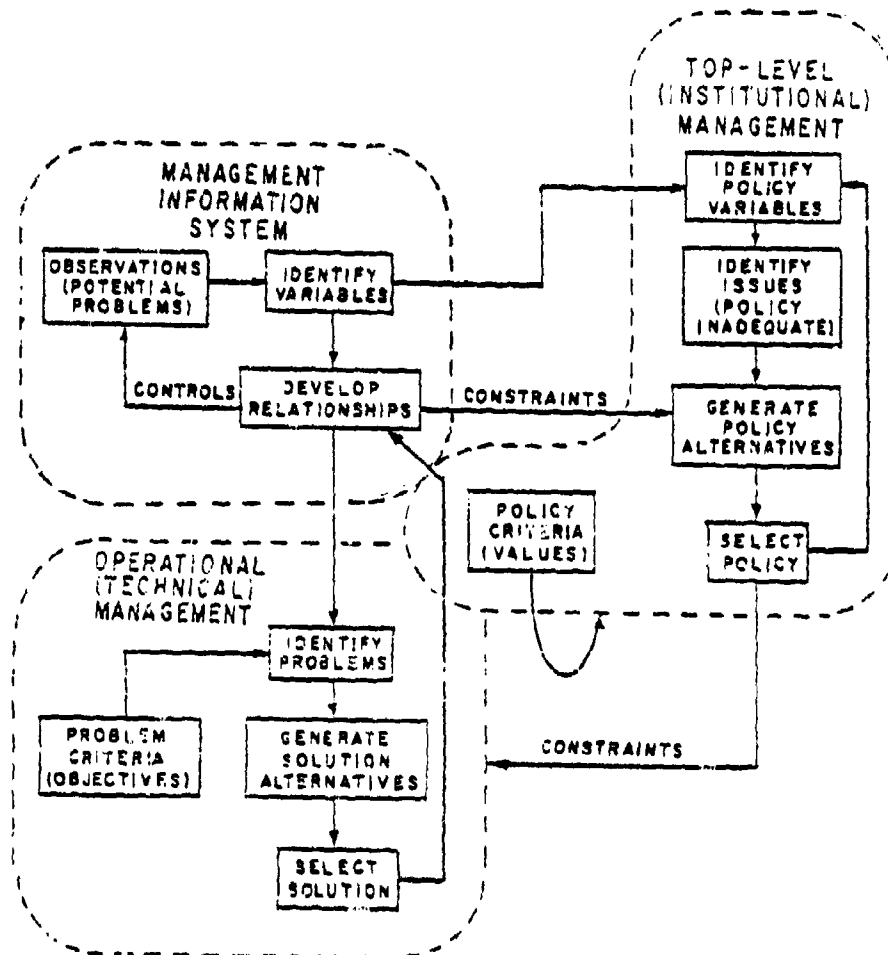 TOP-LEVEL
(INSTITUTIONAL)
MANAGEMENT
IDENTIFY
POLICY
VARIABLES
IDENTIFY
ISSUES
(POLICY
INADEQUATE)
GENERATE
POLICY
ALTERNATIVES
SELECT
POLICY
POLICY
CRITERIA
(VALUES)
MANAGEMENT
INFORMATION
SYSTEM
OBSERVATIONS
(POTENTIAL
PROBLEMS)
IDENTIFY
VARIABLES
CONTROLS
DEVELOP
RELATIONSHIPS
CONSTRAINTS
OPERATIONAL
(TECHNICAL)
MANAGEMENT
IDENTIFY
PROBLEMS
PROBLEM
CRITERIA
(OBJECTIVES)
GENERATE
SOLUTION
ALTERNATIVES
SELECT
SOLUTION
CONSTRAINTS